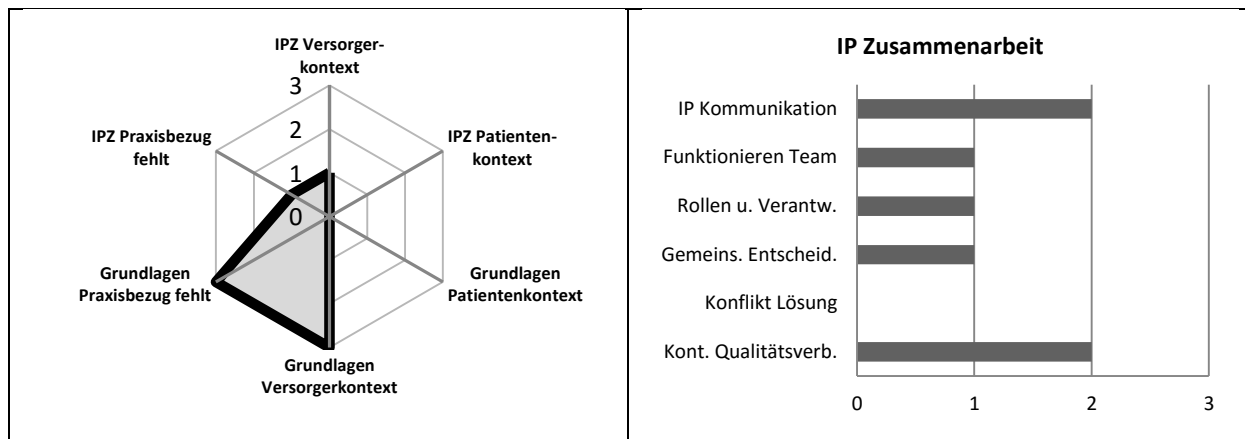 IPZ Versorger-
kontext
3
2
1
0
IPZ Praxisbezug
fehlt
IPZ Patienten-
kontext
Grundlagen
Praxisbezug fehlt
Grundlagen
Patientenkontext
Grundlagen
Versorgerkontext
IP Zusammenarbeit
IP Kommunikation
Funktionieren Team
Rollen u. Verantw.
Gemeins. Entscheid.
Konflikt Lösung
Kont. Qualitätsverb.
0 1 2 3